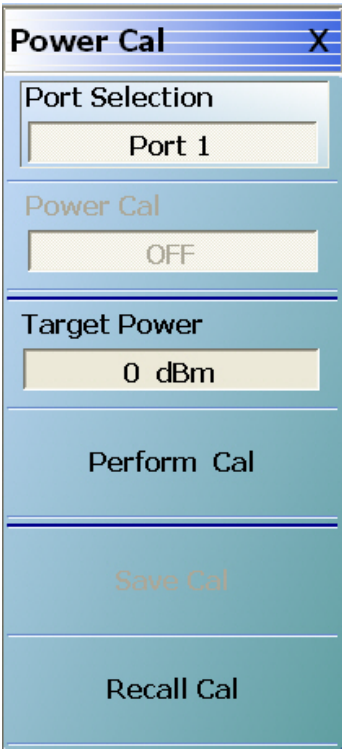 Power Cal X
Port Selection
Port 1
Power Cal
OFF
Target Power
0 dBm
Perform Cal
Save Cal
Recall Cal